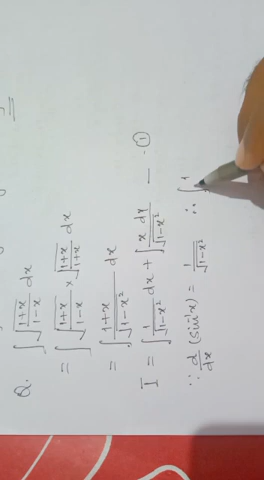 Q. ∫ √(1+x)/√(1-x) dx
= ∫ √(1+x)/√(1-x) × √(1+x)/√(1+x) dx
= ∫ (1+x)/√(1-x²) dx
I = ∫ 1/√(1-x²) dx + ∫ x dx/√(1-x²) — ①
∵ d/dx (sin⁻¹x) = 1/√(1-x²) ∴ ∫ 1